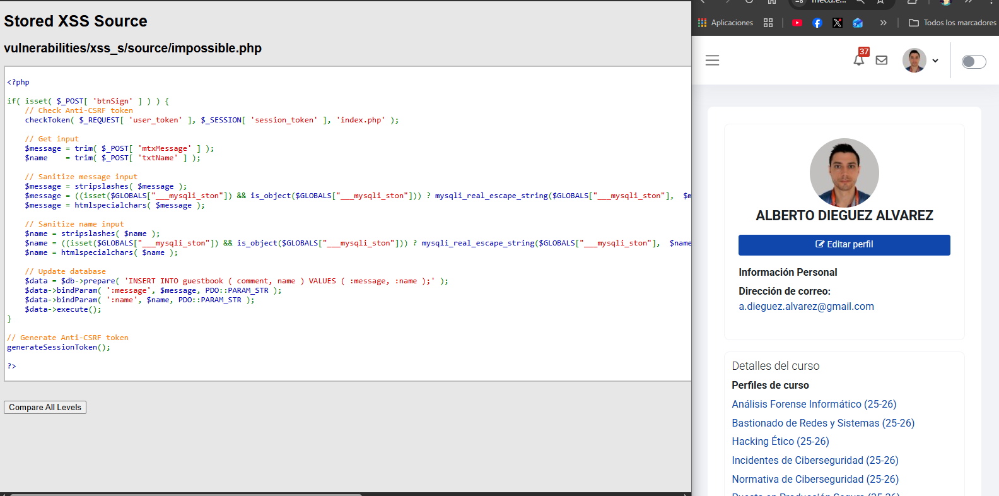 Stored XSS Source
vulnerabilities/xss_s/source/impossible.php
<?php
if( isset( $_POST[ 'btnSign' ] ) ) {
    // Check Anti-CSRF token
    checkToken( $_REQUEST[ 'user_token' ], $_SESSION[ 'session_token' ], 'index.php' );
    // Get input
    $message = trim( $_POST[ 'mtxMessage' ] );
    $name    = trim( $_POST[ 'txtName' ] );
    // Sanitize message input
    $message = stripslashes( $message );
    $message = ((isset($GLOBALS["___mysqli_ston"]) && is_object($GLOBALS["___mysqli_ston"])) ? mysqli_real_escape_string($GLOBALS["___mysqli_ston"],
    $message = htmlspecialchars( $message );
    // Sanitize name input
    $name = stripslashes( $name );
    $name = ((isset($GLOBALS["___mysqli_ston"]) && is_object($GLOBALS["___mysqli_ston"])) ? mysqli_real_escape_string($GLOBALS["___mysqli_ston"],  $name
    $name = htmlspecialchars( $name );
    // Update database
    $data = $db->prepare( 'INSERT INTO guestbook ( comment, name ) VALUES ( :message, :name );' );
    $data->bindParam( ':message', $message, PDO::PARAM_STR );
    $data->bindParam( ':name', $name, PDO::PARAM_STR );
    $data->execute();
}
// Generate Anti-CSRF token
generateSessionToken();
?>
Compare All Levels
Aplicaciones
Todos los marcadores
37
ALBERTO DIEGUEZ ALVAREZ
Editar perfil
Información Personal
Dirección de correo:
a.dieguez.alvarez@gmail.com
Detalles del curso
Perfiles de curso
Análisis Forense Informático (25-26)
Bastionado de Redes y Sistemas (25-26)
Hacking Ético (25-26)
Incidentes de Ciberseguridad (25-26)
Normativa de Ciberseguridad (25-26)
Puesta en Producción Segura (25-26)